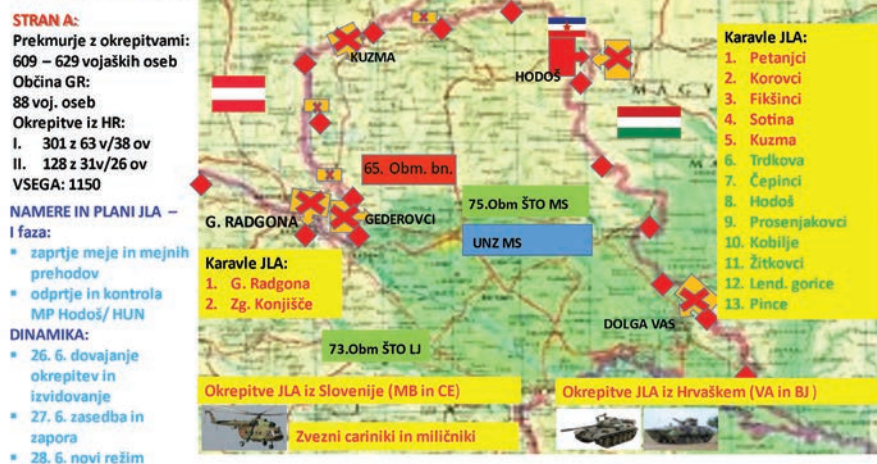 STRAN A:
Prekmurje z okrepitvami:
609 – 629 vojaških oseb
Občina GR:
88 voj. oseb
Okrepitve iz HR:
I. 301 z 63 v/38 ov
II. 128 z 31v/26 ov
VSEGA: 1150
NAMERE IN PLANI JLA –
I faza:
▪ zaprtje meje in mejnih
prehodov
▪ odprtje in kontrola
MP Hodoš/ HUN
DINAMIKA:
▪ 26. 6. dovajanje
okrepitev in
izvidovanje
▪ 27. 6. zasedba in
zapora
▪ 28. 6. novi režim
KUZMA
HODOŠ
65. Obm. bn.
G. RADGONA
GEDEROVCI
75.Obm ŠTO MS
UNZ MS
Karavle JLA:
1. G. Radgona
2. Zg. Konjišče
73.Obm ŠTO LJ
DOLGA VAS
Karavle JLA:
1. Petanjci
2. Korovci
3. Fikšinci
4. Sotina
5. Kuzma
6. Trdkova
7. Čepinci
8. Hodoš
9. Prosenjakovci
10. Kobilje
11. Žitkovci
12. Lend. gorice
13. Pince
Okrepitve JLA iz Slovenije (MB in CE)
Zvezni cariniki in miličniki
Okrepitve JLA iz Hrvaškem (VA in BJ )